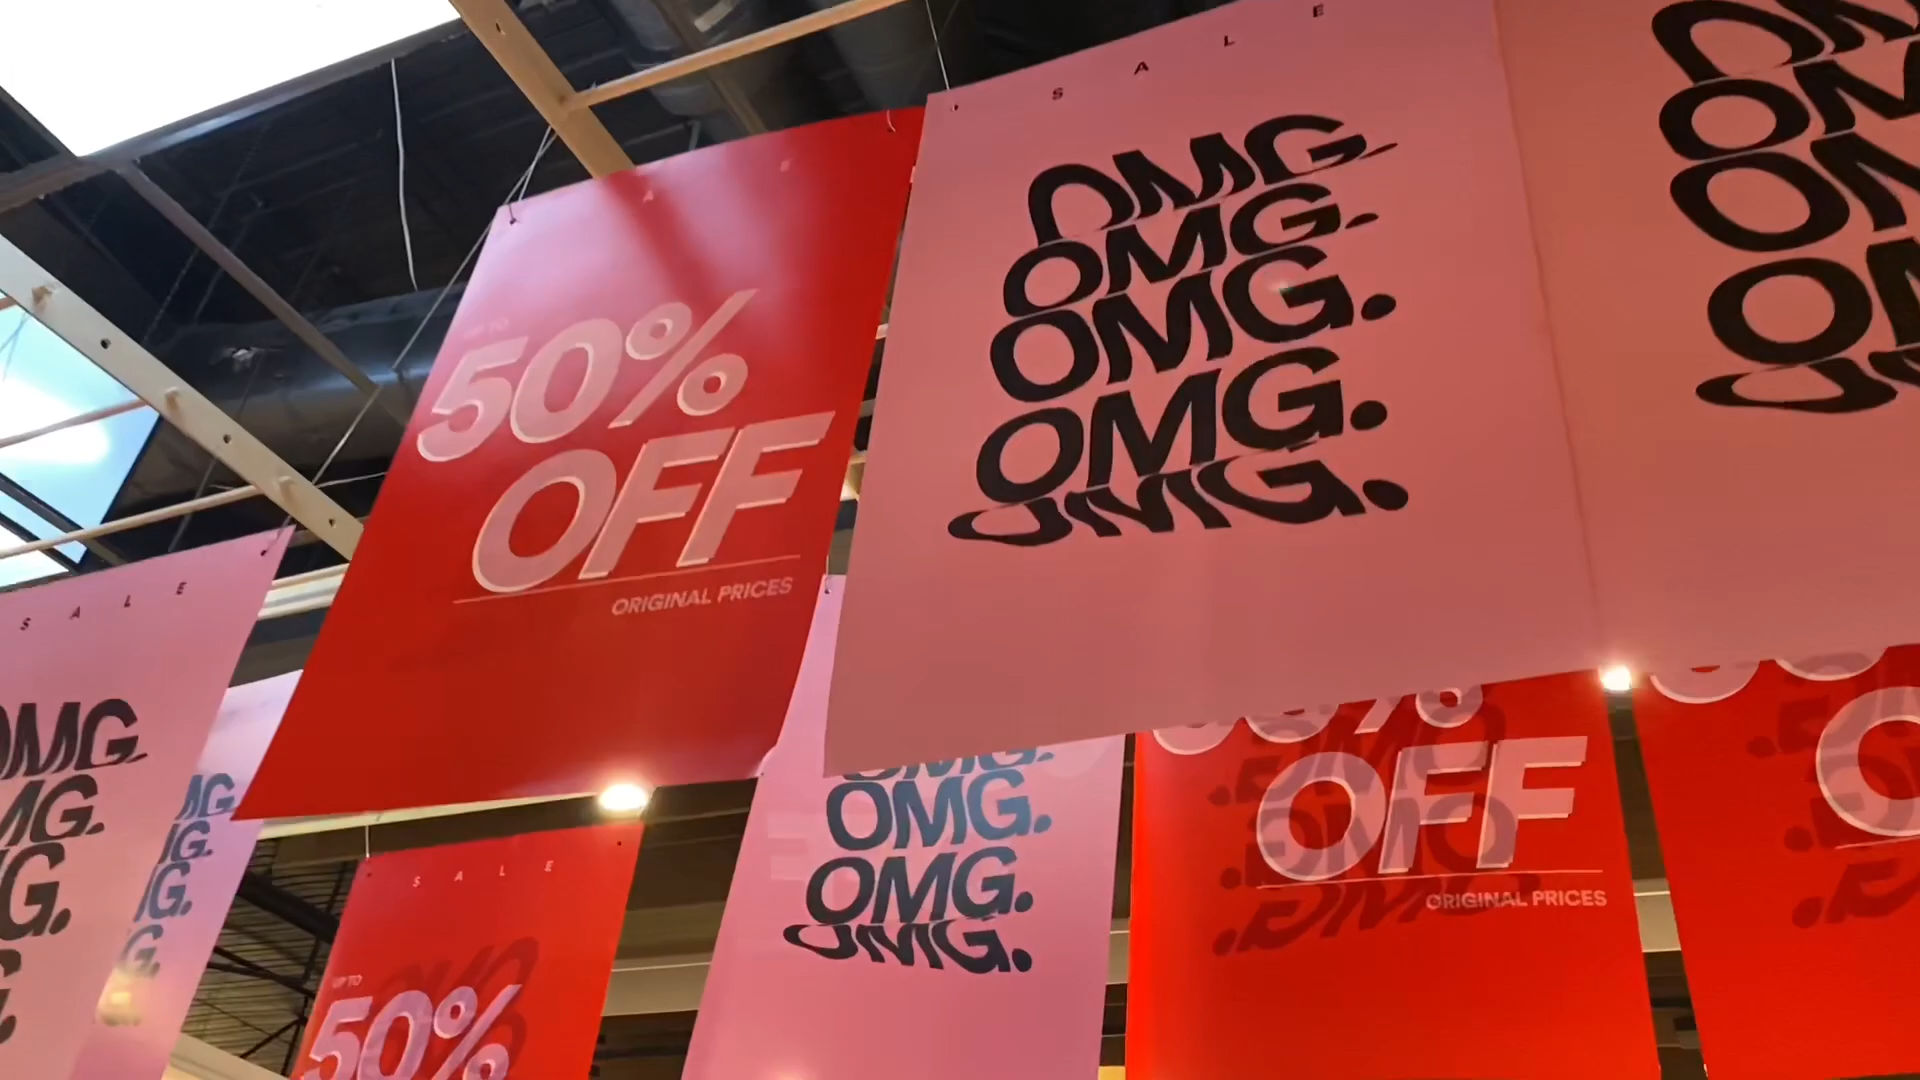 SALE
OMG.
OMG.
OMG.
OMG.
OMG.
UP TO
50%
OFF
ORIGINAL PRICES
SALE
OMG.
OMG.
SALE
UP TO
50%
OMG.
OMG.
OMG.
OMG.
OFF
ORIGINAL PRICES